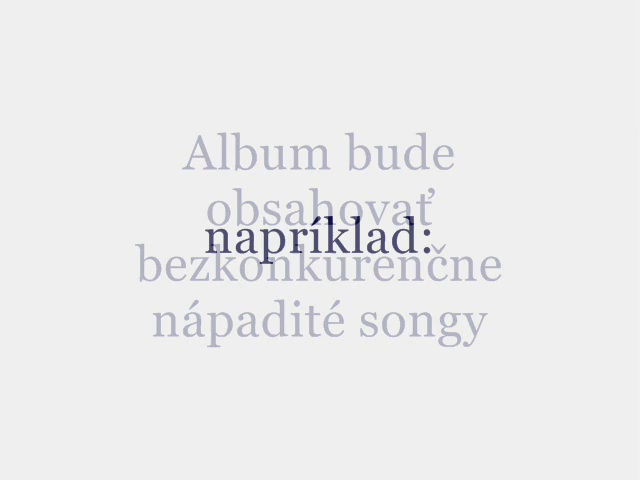 Album bude
obsahovať
napríklad:
bezkonkurenčne
nápadité songy